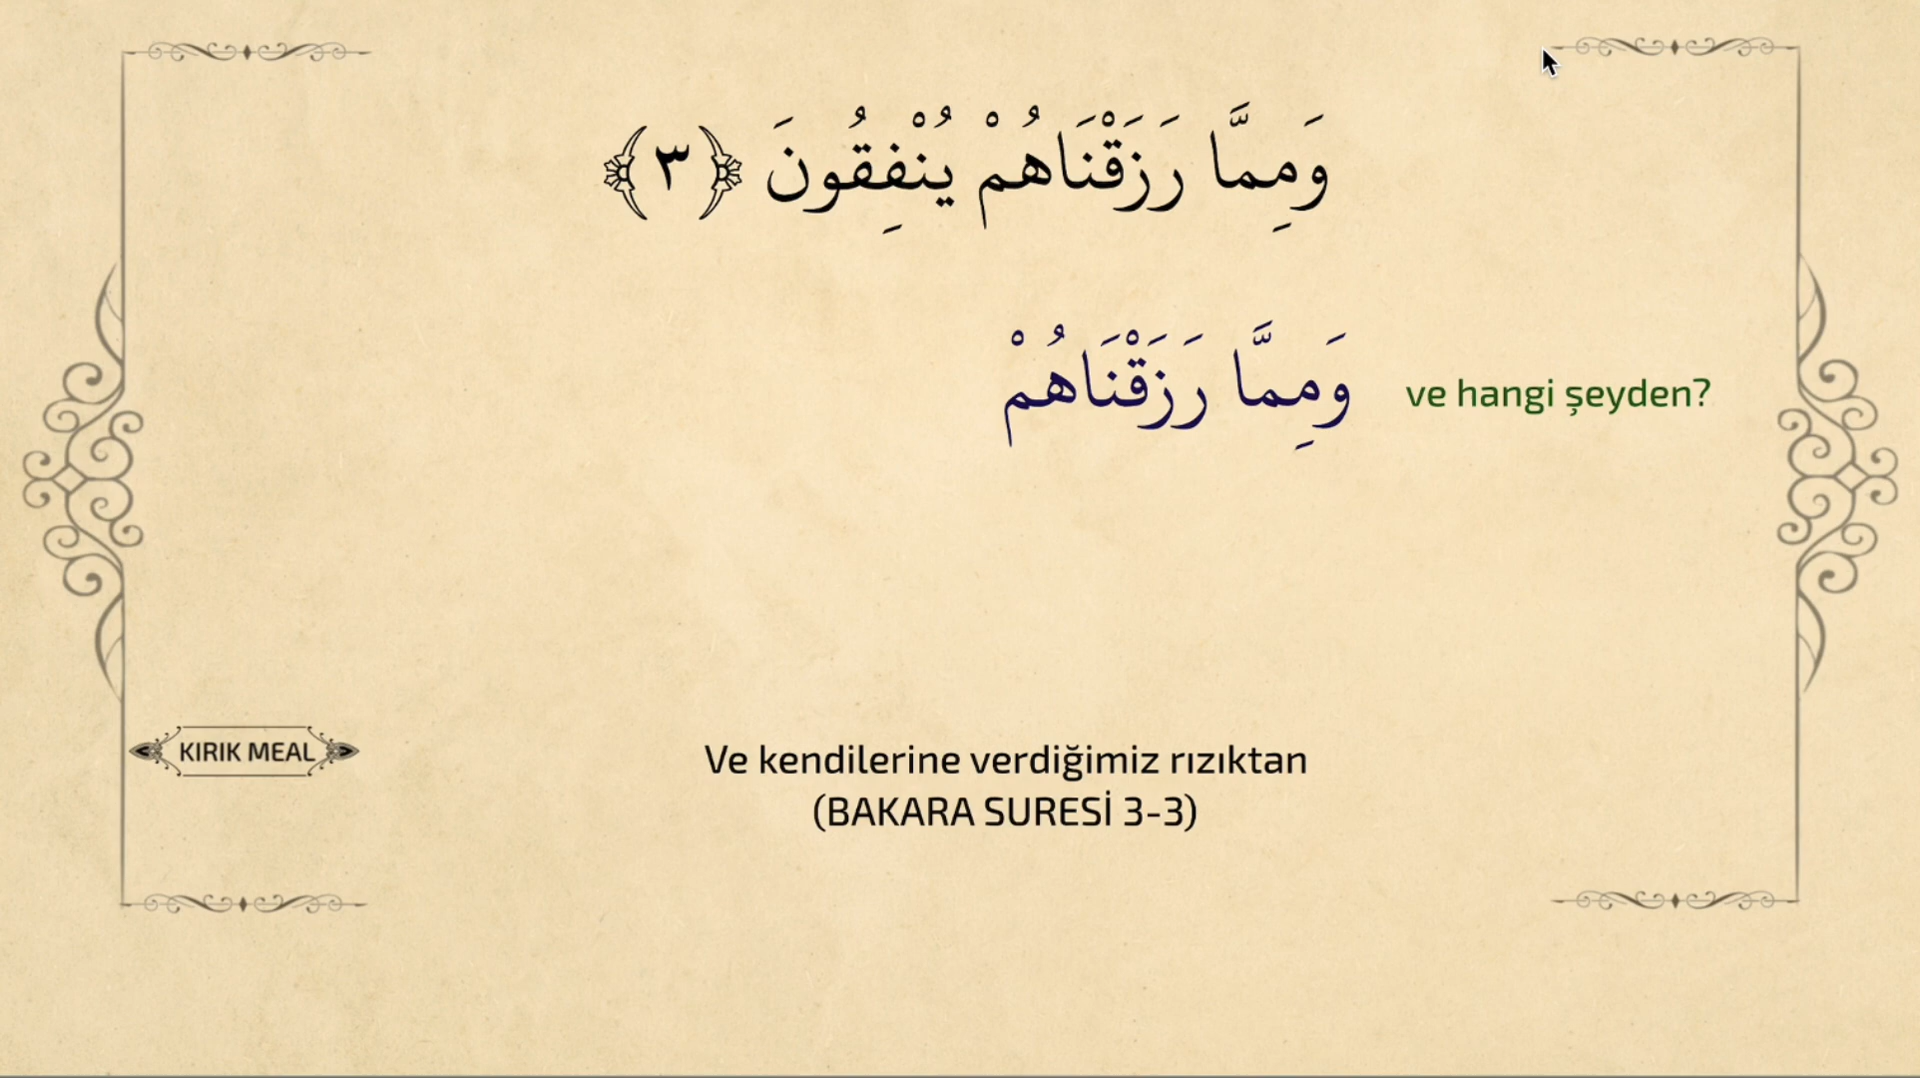 وَمِمَّا رَزَقْنَاهُمْ يُنْفِقُونَ ﴿٣﴾
وَمِمَّا رَزَقْنَاهُمْ ve hangi şeyden?
KIRIK MEAL
Ve kendilerine verdiğimiz rızıktan
(BAKARA SURESİ 3-3)